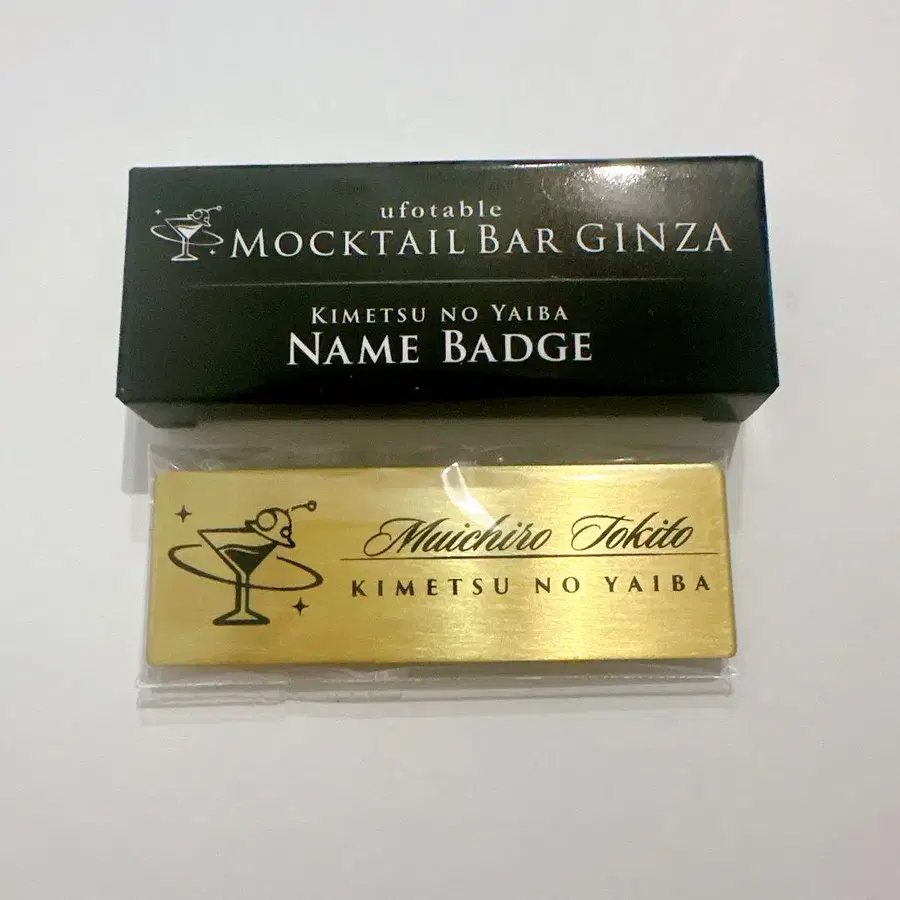 ufotable
MOCKTAIL BAR GINZA
KIMETSU NO YAIBA
NAME BADGE
Muichiro Tokito
KIMETSU NO YAIBA